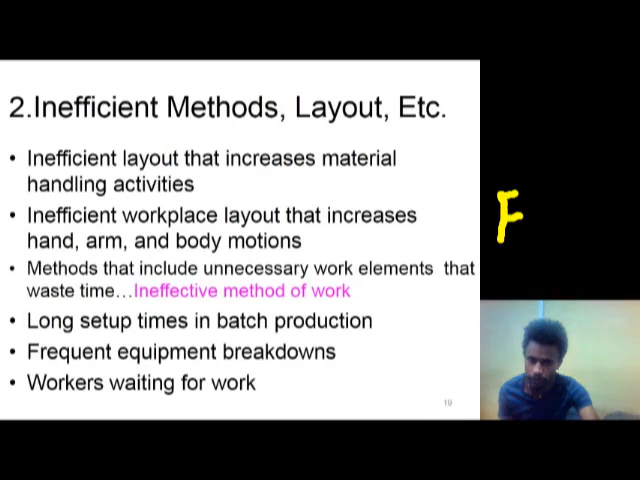 2.Inefficient Methods, Layout, Etc.
• Inefficient layout that increases material
handling activities
• Inefficient workplace layout that increases
hand, arm, and body motions
• Methods that include unnecessary work elements that
waste time…Ineffective method of work
• Long setup times in batch production
• Frequent equipment breakdowns
• Workers waiting for work
19
F